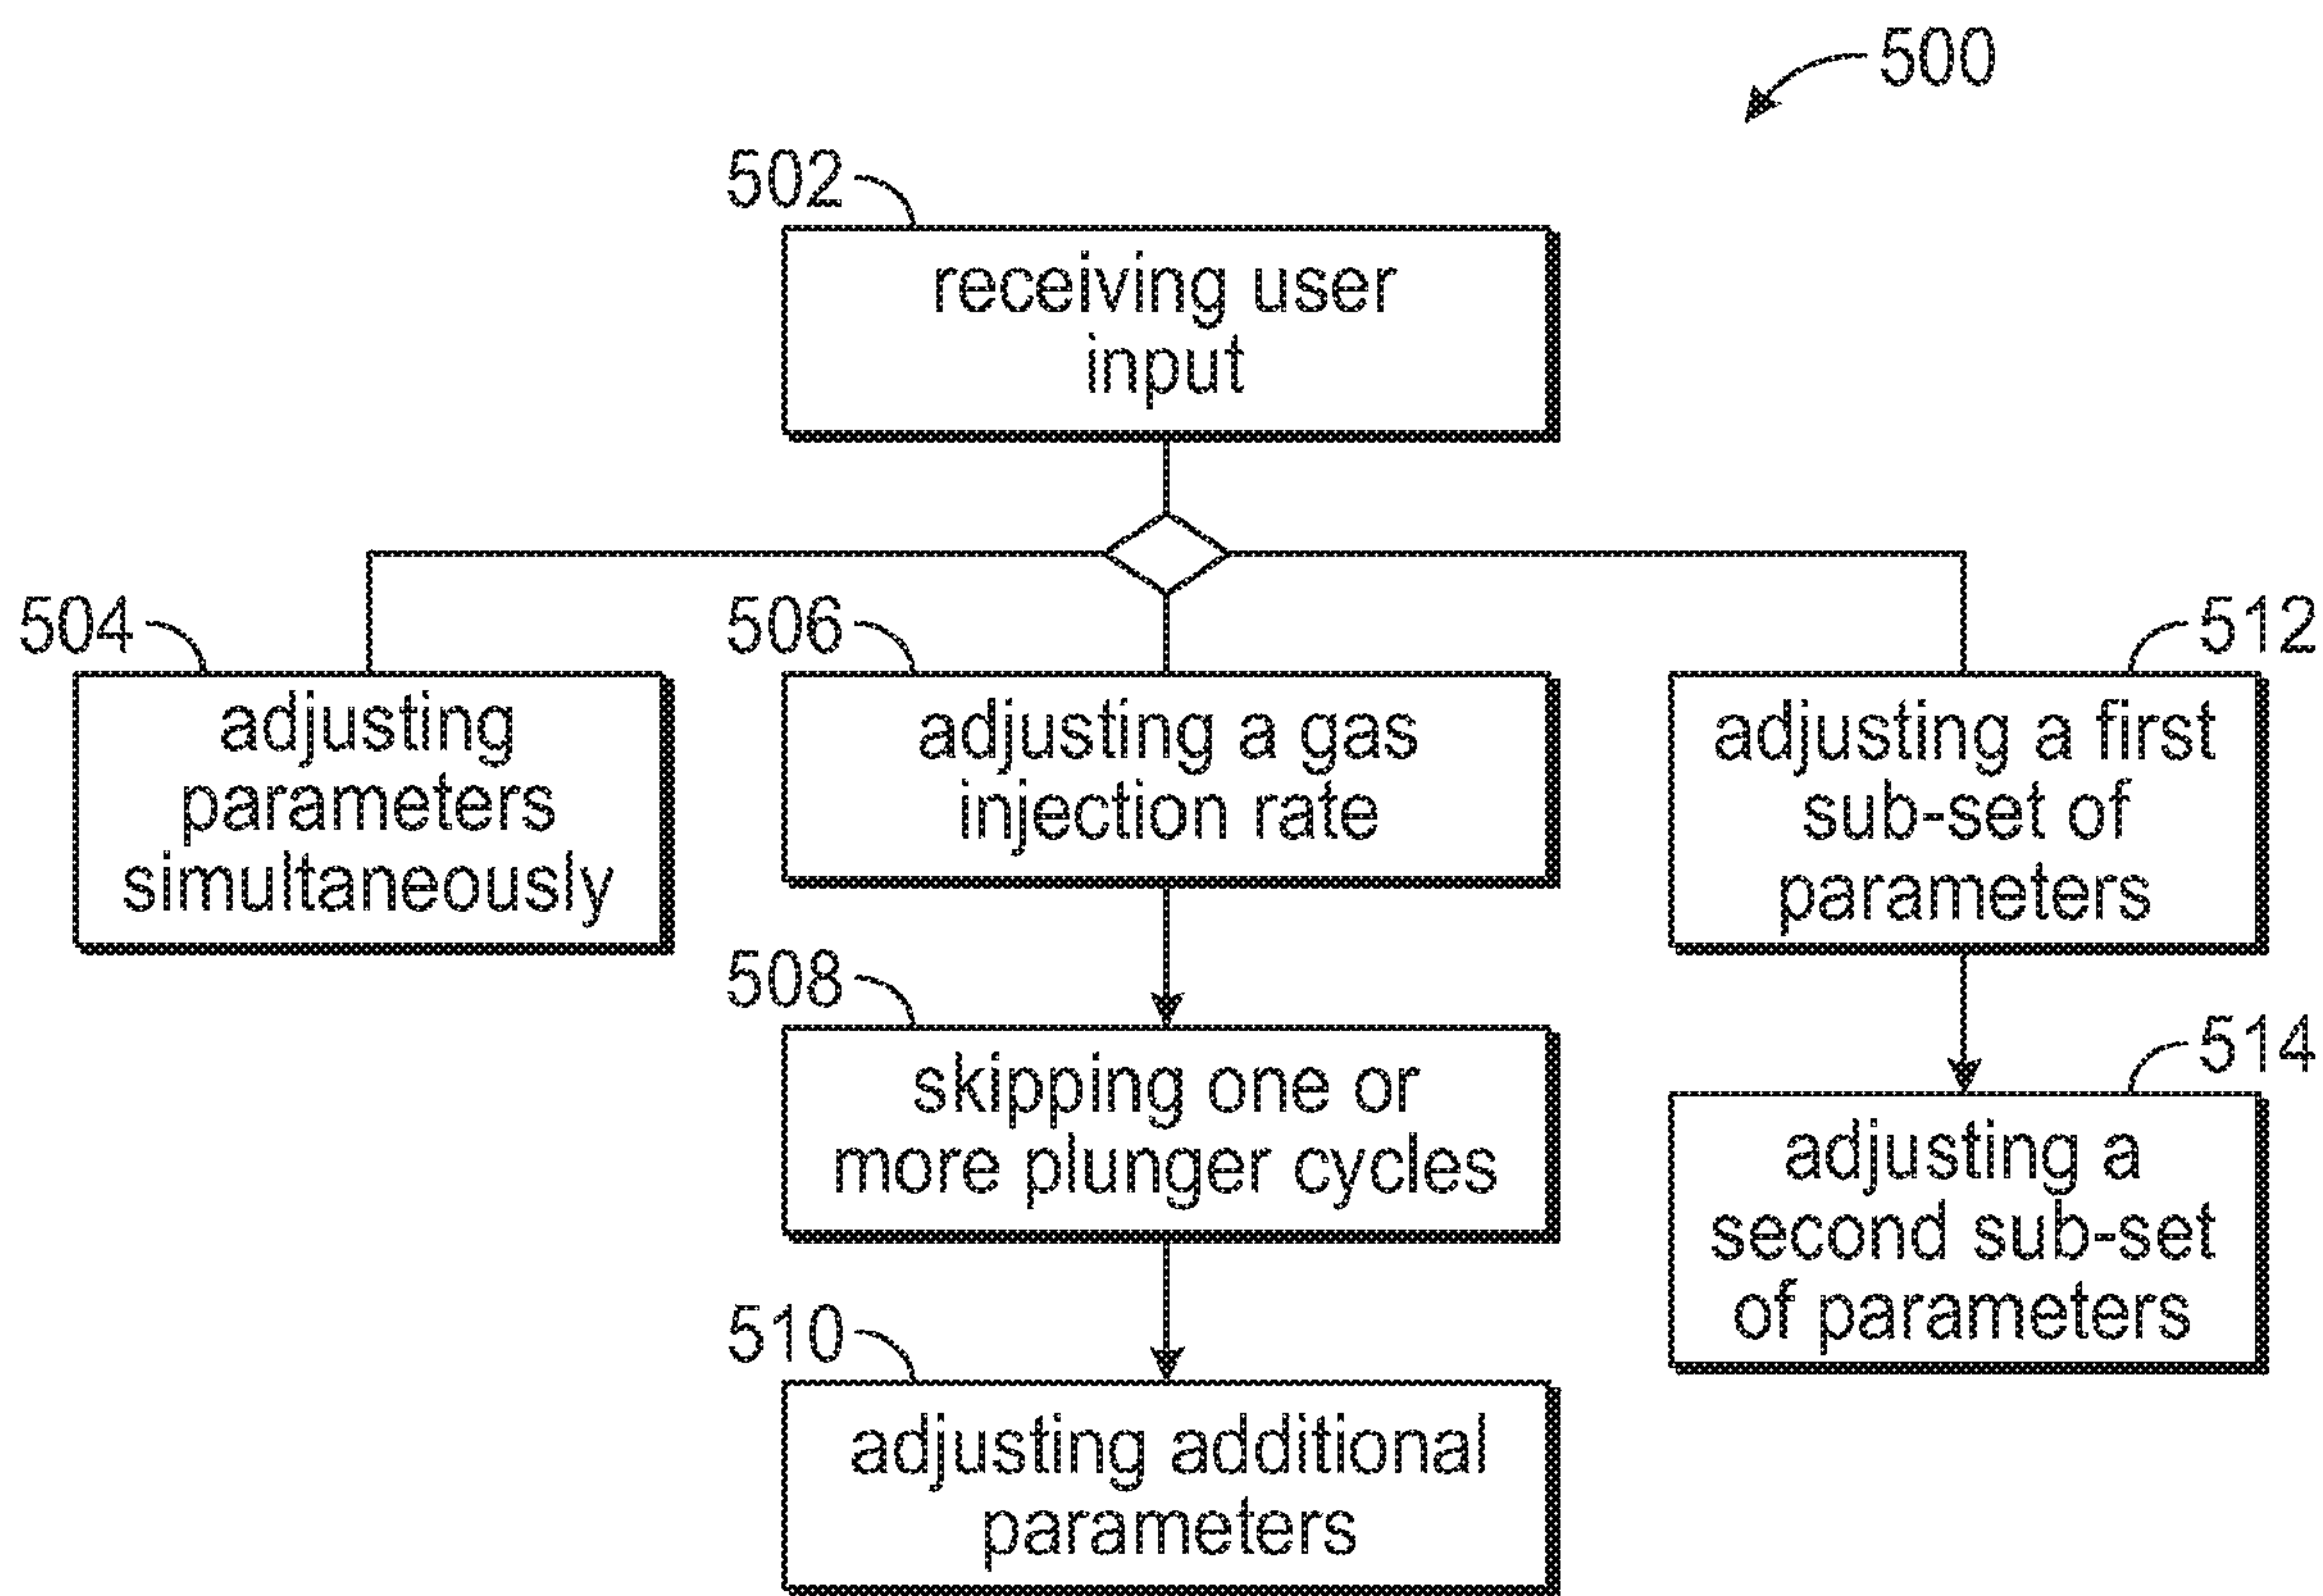 500
502
receiving user
input
504
adjusting
parameters
simultaneously
506
adjusting a gas
injection rate
512
adjusting a first
sub-set of
parameters
508
skipping one or
more plunger cycles
514
adjusting a
second sub-set
of parameters
510
adjusting additional
parameters